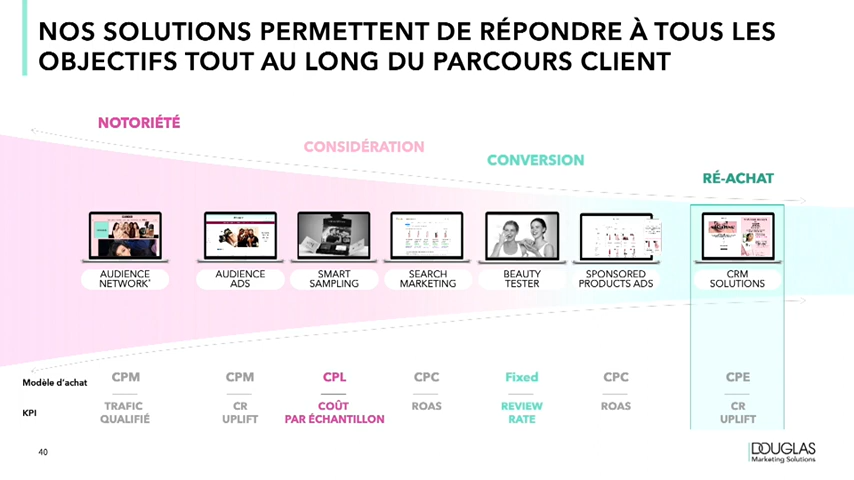 NOS SOLUTIONS PERMETTENT DE RÉPONDRE À TOUS LES
OBJECTIFS TOUT AU LONG DU PARCOURS CLIENT
NOTORIÉTÉ
CONSIDÉRATION
CONVERSION
RÉ-ACHAT
AUDIENCE
NETWORK*
AUDIENCE
ADS
SMART
SAMPLING
SEARCH
MARKETING
BEAUTY
TESTER
SPONSORED
PRODUCTS ADS
CRM
SOLUTIONS
Modèle d'achat
CPM
CPM
CPL
CPC
Fixed
CPC
CPE
KPI
TRAFIC
QUALIFIÉ
CR
UPLIFT
COÛT
PAR ÉCHANTILLON
ROAS
REVIEW
RATE
ROAS
CR
UPLIFT
40
DOUGLAS
Marketing Solutions